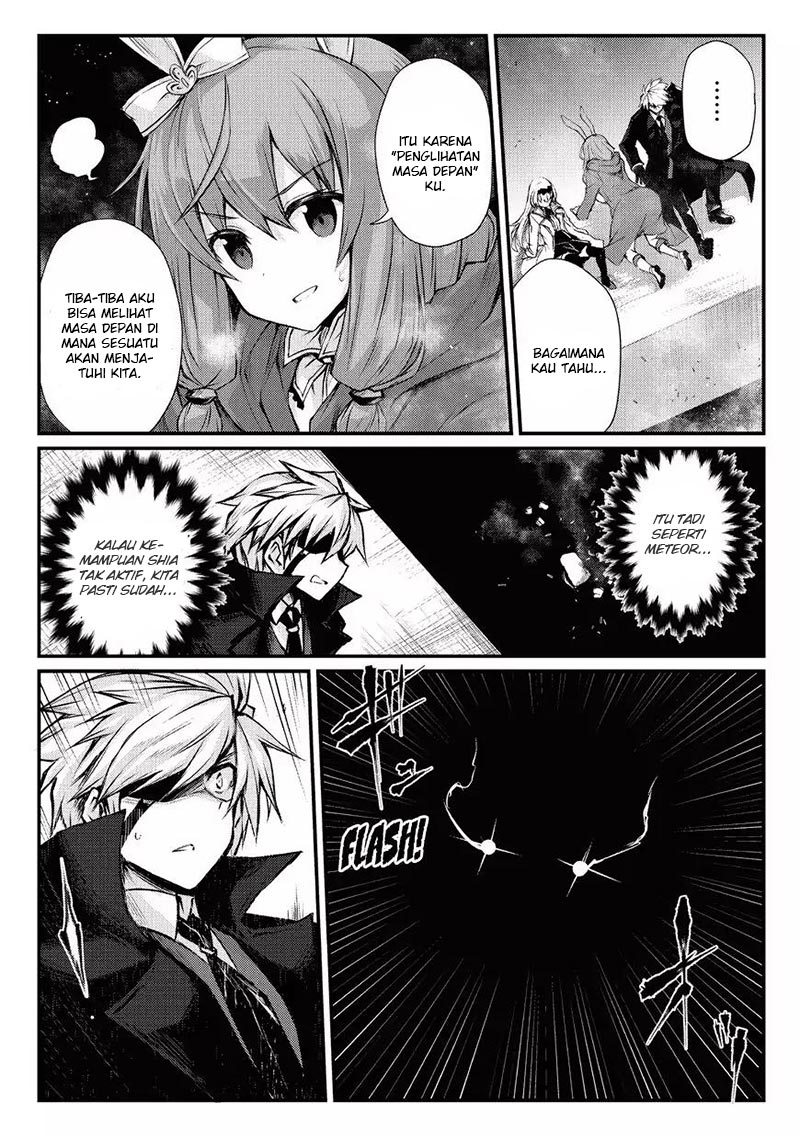 ......
BAGAIMANA
KAU TAHU...
ITU KARENA
"PENGLIHATAN
MASA DEPAN"
KU.
TIBA-TIBA AKU
BISA MELIHAT
MASA DEPAN DI
MANA SESUATU
AKAN MENJA-
TUHI KITA.
ITU TADI
SEPERTI
METEOR...
KALAU KE-
MAMPUAN SHIA
TAK AKTIF, KITA
PASTI SUDAH...
FLASH!